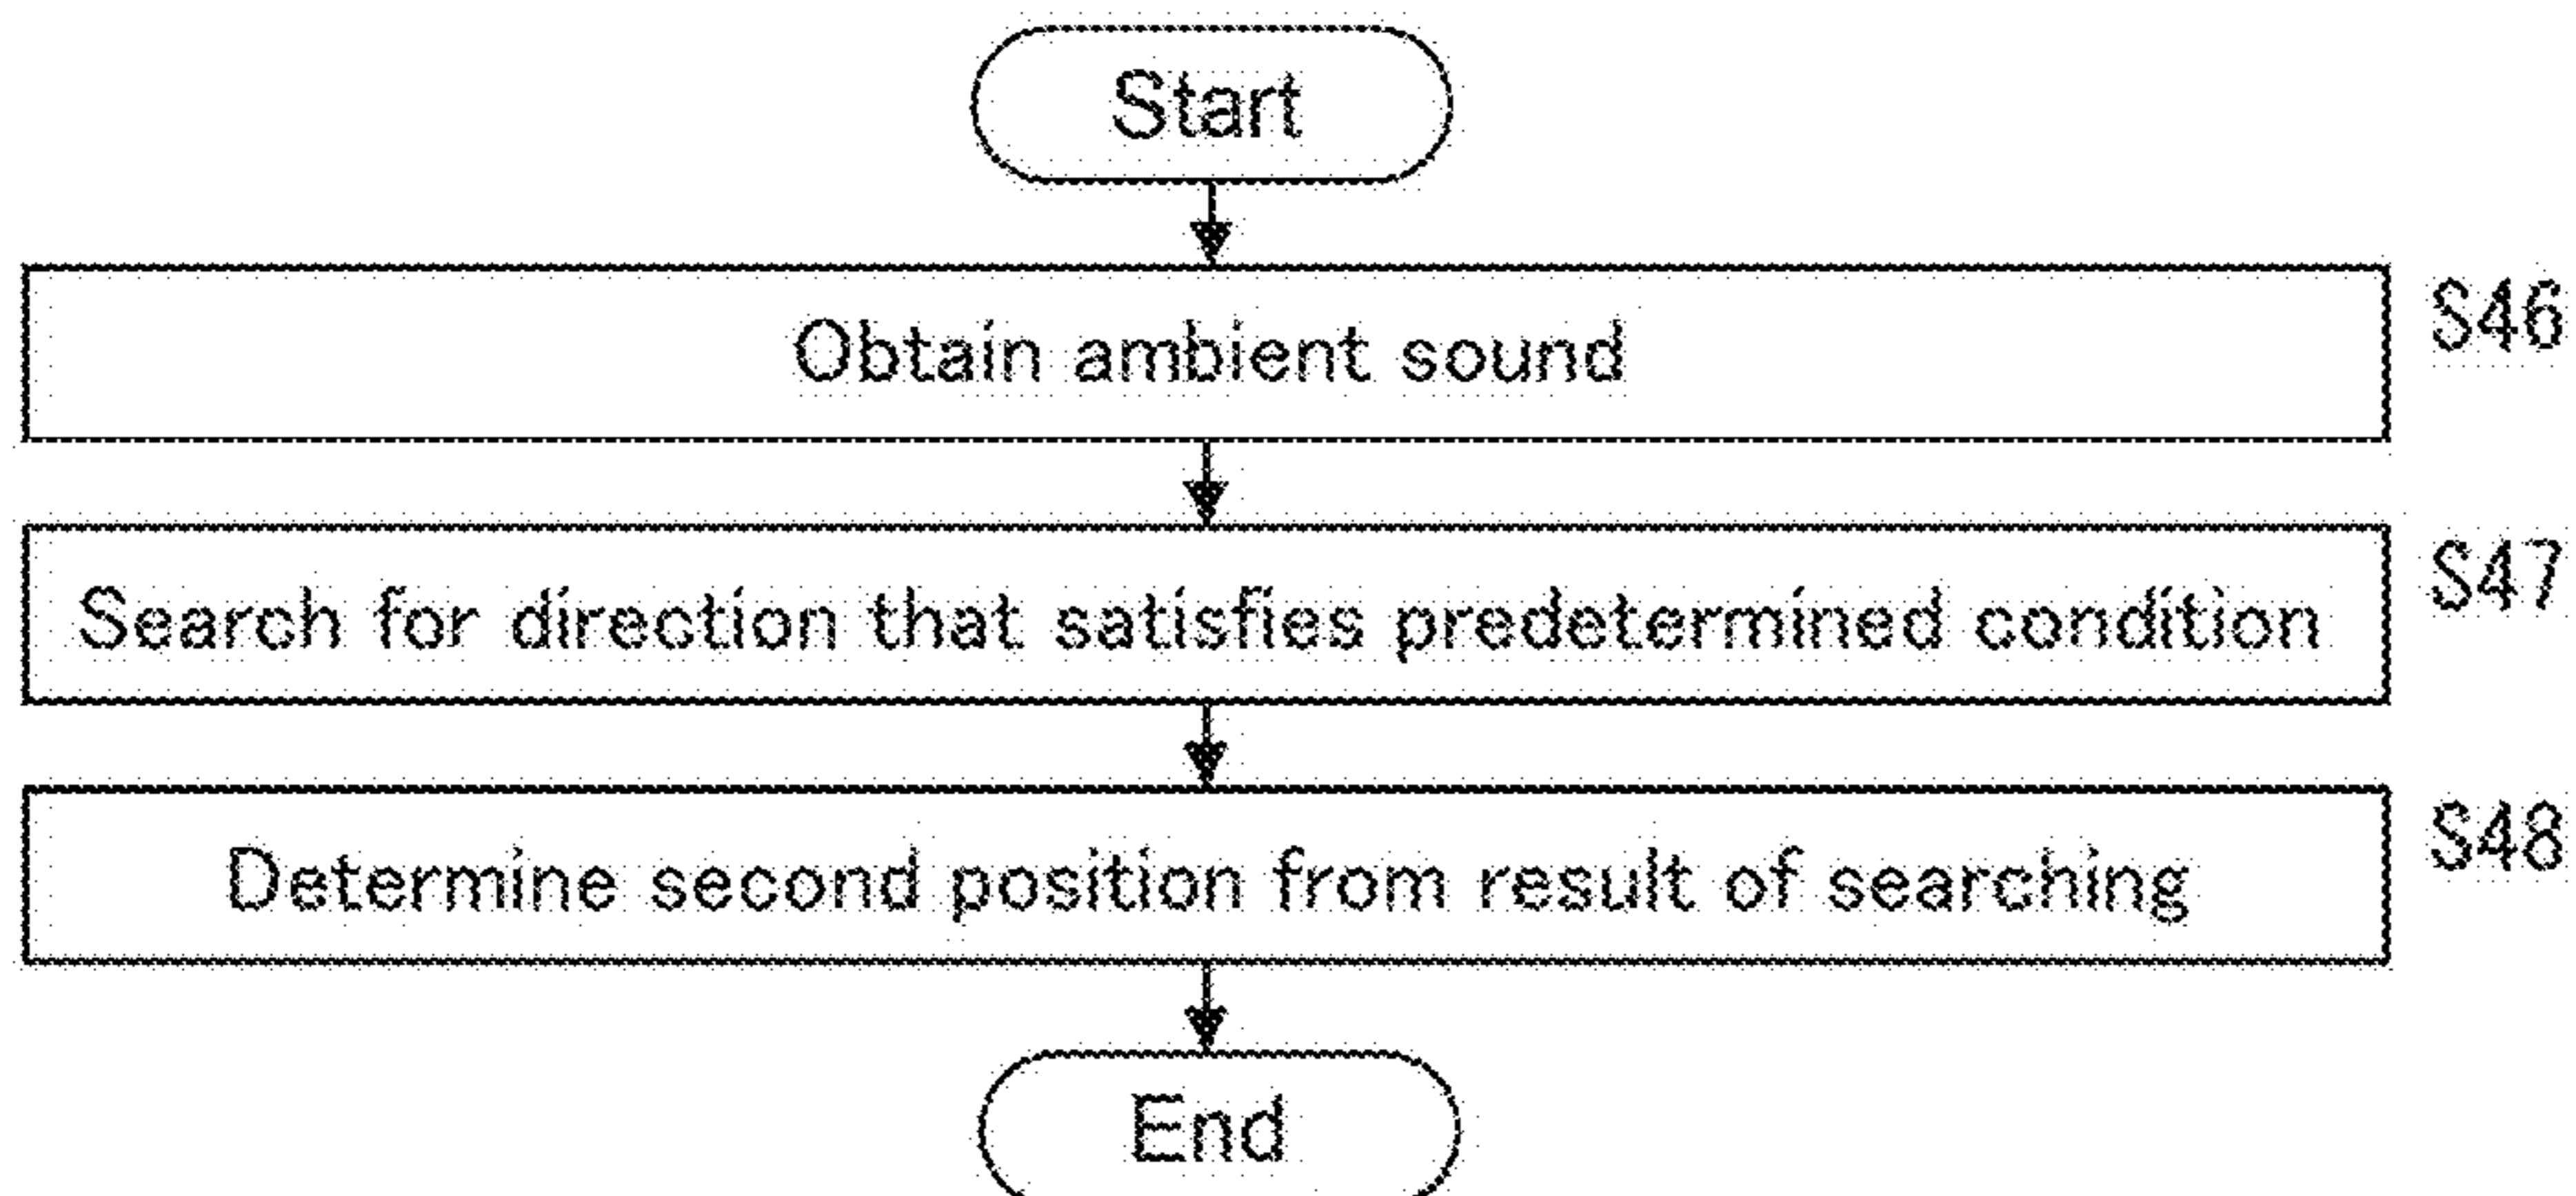 Start
Obtain ambient sound
S46
Search for direction that satisfies predetermined condition
S47
Determine second position from result of searching
S48
End